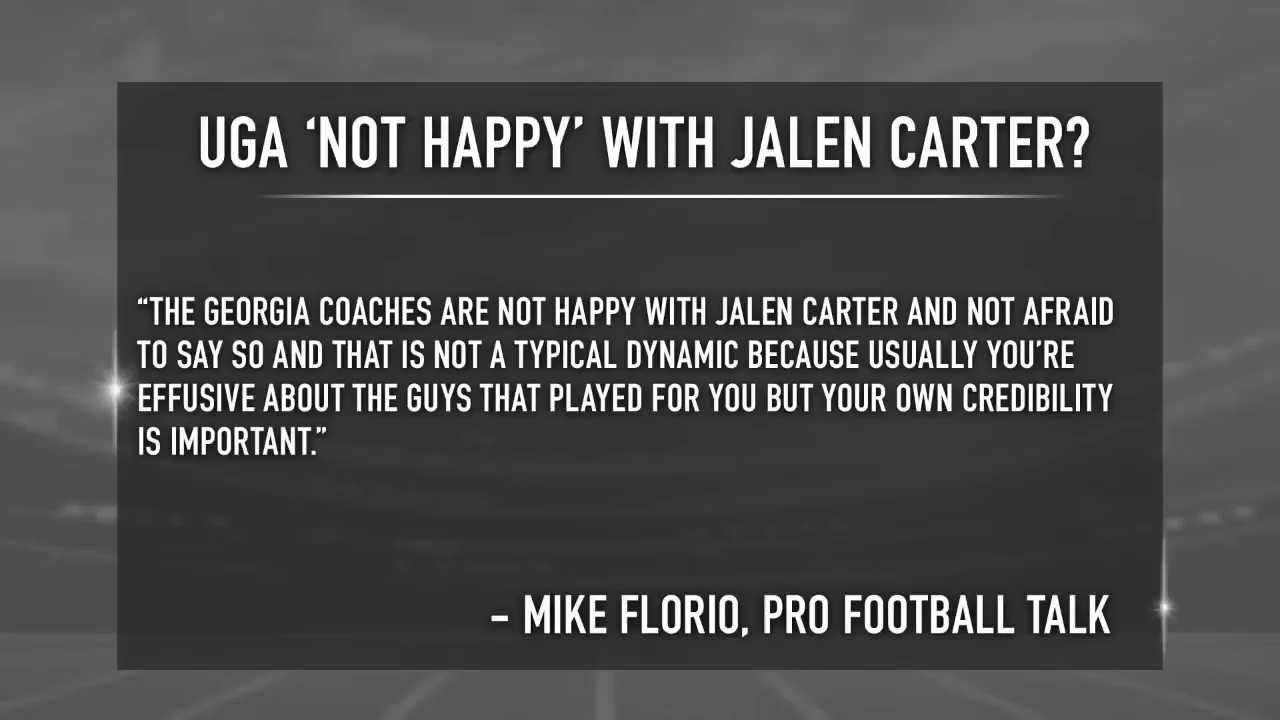 UGA ‘NOT HAPPY’ WITH JALEN CARTER?
“THE GEORGIA COACHES ARE NOT HAPPY WITH JALEN CARTER AND NOT AFRAID
TO SAY SO AND THAT IS NOT A TYPICAL DYNAMIC BECAUSE USUALLY YOU’RE
EFFUSIVE ABOUT THE GUYS THAT PLAYED FOR YOU BUT YOUR OWN CREDIBILITY
IS IMPORTANT.”
– MIKE FLORIO, PRO FOOTBALL TALK